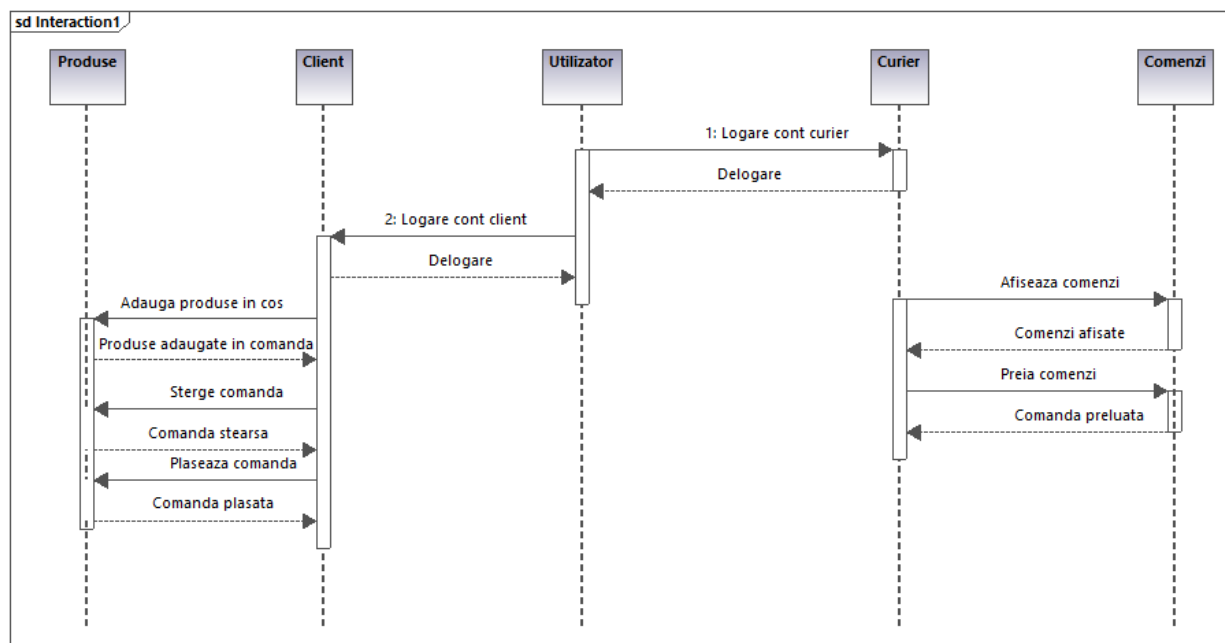 sd Interaction1
Produse
Client
Utilizator
Curier
Comenzi
1: Logare cont curier
Delogare
2: Logare cont client
Delogare
Adauga produse in cos
Afiseaza comenzi
Produse adaugate in comanda
Comenzi afisate
Preia comenzi
Sterge comanda
Comanda preluata
Comanda stearsa
Plaseaza comanda
Comanda plasata